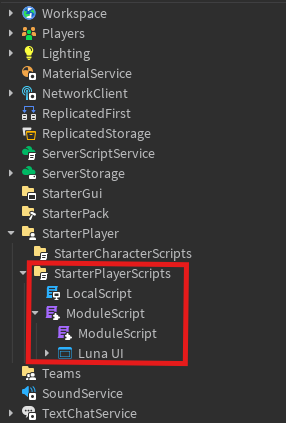 Workspace
Players
Lighting
MaterialService
NetworkClient
ReplicatedFirst
ReplicatedStorage
ServerScriptService
ServerStorage
StarterGui
StarterPack
StarterPlayer
StarterCharacterScripts
StarterPlayerScripts
LocalScript
ModuleScript
ModuleScript
Luna UI
Teams
SoundService
TextChatService